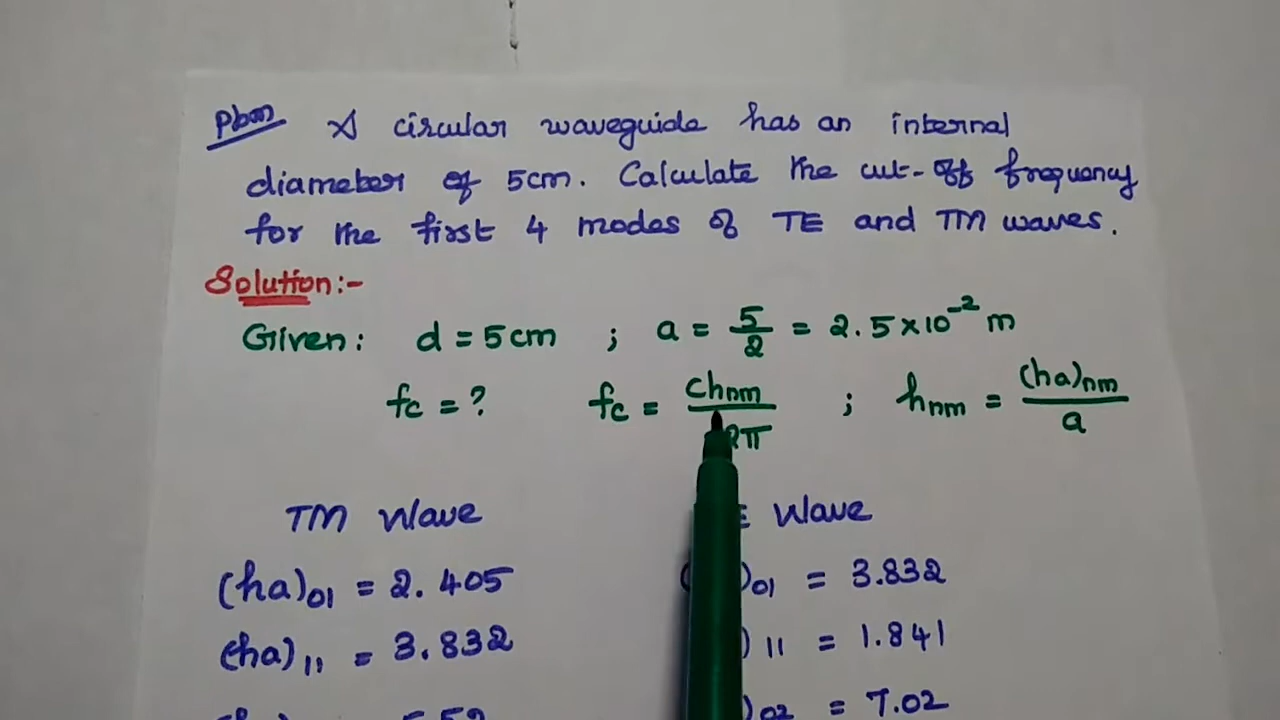 Pbm A circular waveguide has an internal
diameter of 5cm. Calculate the cut-off frequency
for the first 4 modes of TE and TM waves.
Solution:-
Given: d = 5cm ; a = 5/2 = 2.5×10⁻² m
fc = ? fc = chnm/2π ; hnm = (ha)nm/a
TM Wave Wave
(ha)01 = 2.405 )01 = 3.832
(ha)11 = 3.832 )11 = 1.841
)02 = 7.02